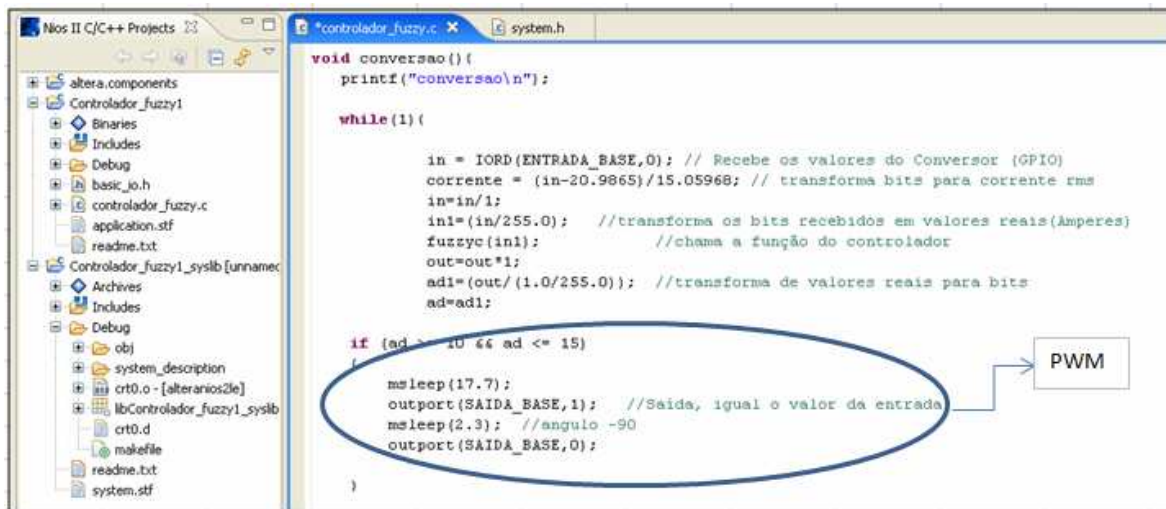 Nios II C/C++ Projects
altera.components
Controlador_fuzzy1
Binaries
Includes
Debug
basic_io.h
controlador_fuzzy.c
application.stf
readme.txt
Controlador_fuzzy1_syslib [unnamed
Archives
Includes
Debug
obj
system_description
crt0.o - [alteranios2le]
libControlador_fuzzy1_syslib
crt0.d
makefile
readme.txt
system.stf
*controlador_fuzzy.c
system.h
void conversao(){
printf("conversao\n");
while(1){
in = IORD(ENTRADA_BASE,0); // Recebe os valores do Conversor (GPIO)
corrente = (in-20.9865)/15.05968; // transforma bits para corrente rms
in=in/1;
in1=(in/255.0); //transforma os bits recebidos em valores reais(Amperes)
fuzzyc(in1); //chama a função do controlador
out=out*1;
ad1=(out/(1.0/255.0)); //transforma de valores reais para bits
ad=ad1;
if (ad >= 10 && ad <= 15)
{
msleep(17.7);
outport(SAIDA_BASE,1); //Saida, igual o valor da entrada
msleep(2.3); //angulo -90
outport(SAIDA_BASE,0);
}
PWM